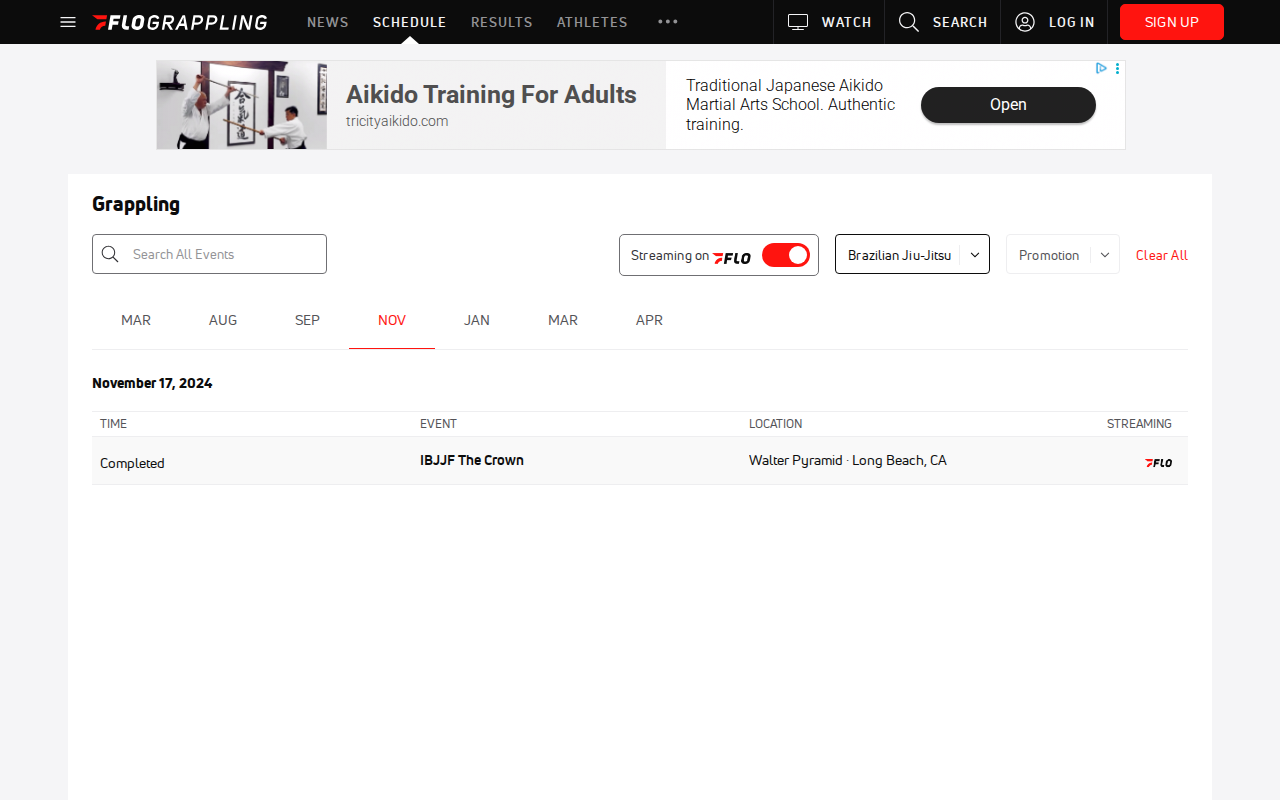 FLOGRAPPLING NEWS SCHEDULE RESULTS ATHLETES WATCH SEARCH LOG IN SIGN UP
Aikido Training For Adults
tricityaikido.com
Traditional Japanese Aikido
Martial Arts School. Authentic
training.
Open
Grappling
Search All Events
Streaming on FLO
Brazilian Jiu-Jitsu
Promotion
Clear All
MAR AUG SEP NOV JAN MAR APR
November 17, 2024
TIME EVENT LOCATION STREAMING
Completed IBJJF The Crown Walter Pyramid · Long Beach, CA FLO